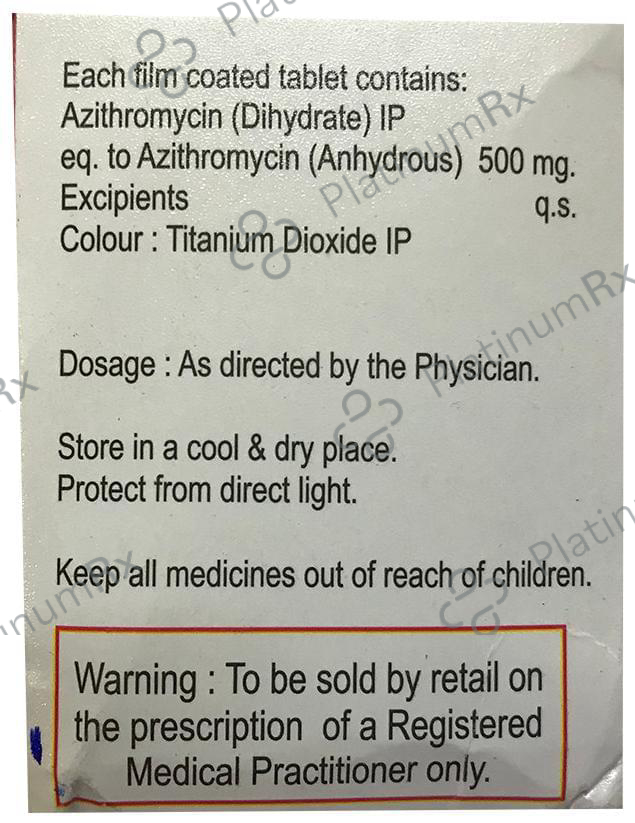 Each film coated tablet contains:
Azithromycin (Dihydrate) IP
eq. to Azithromycin (Anhydrous) 500 mg.
Excipients q.s.
Colour : Titanium Dioxide IP
Dosage : As directed by the Physician.
Store in a cool & dry place.
Protect from direct light.
Keep all medicines out of reach of children.
Warning : To be sold by retail on
the prescription of a Registered
Medical Practitioner only.
PlatinumRx
PlatinumRx